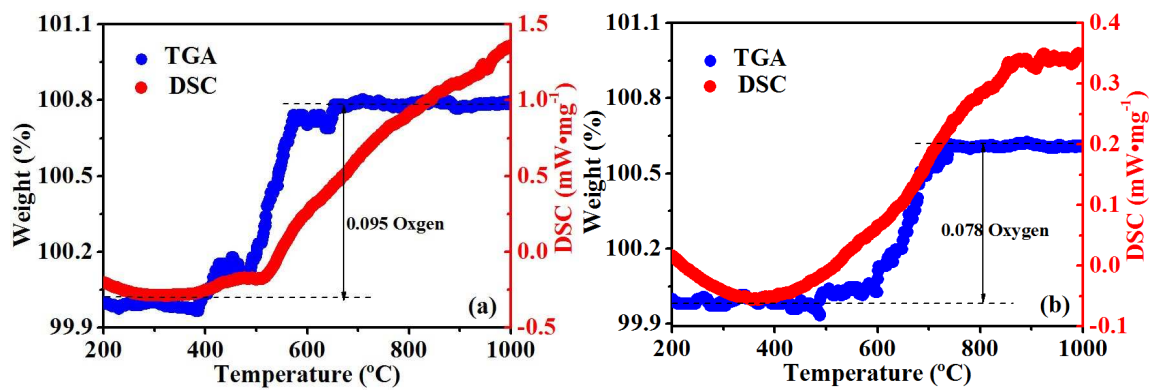 101.1
100.8
100.5
100.2
99.9
Weight (%)
TGA
DSC
0.095 Oxgen
(a)
1.5
1.0
0.5
0.0
-0.5
DSC (mW•mg⁻¹)
200 400 600 800 1000
Temperature (ºC)
101.1
100.8
100.5
100.2
99.9
Weight (%)
TGA
DSC
0.078 Oxygen
(b)
0.4
0.3
0.2
0.1
0.0
-0.1
DSC (mW•mg⁻¹)
200 400 600 800 1000
Temperature (ºC)